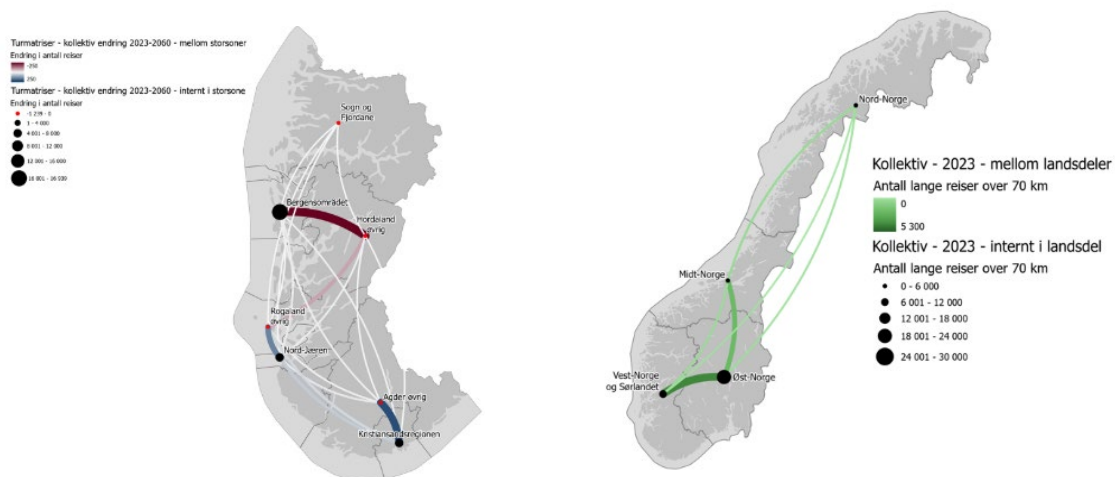 Turmatriser - kollektiv endring 2023-2060 - mellom storsoner
Endring i antall reiser
-250
250
Turmatriser - kollektiv endring 2023-2060 - internt i storsone
Endring i antall reiser
1 - 4 000
4 001 - 8 000
8 001 - 12 000
Sogn og
Fjordane
Bergensområdet
Hordaland
øvrig
Rogaland
øvrig
Nord-Jæren
Agder øvrig
Kristiansandsregionen
Nord-Norge
Midt-Norge
Vest-Norge
og Sørlandet
Øst-Norge
Kollektiv - 2023 - mellom landsdeler
Antall lange reiser over 70 km
0
5 300
Kollektiv - 2023 - internt i landsdel
Antall lange reiser over 70 km
0 - 6 000
6 001 - 12 000
12 001 - 18 000
18 001 - 24 000
24 001 - 30 000